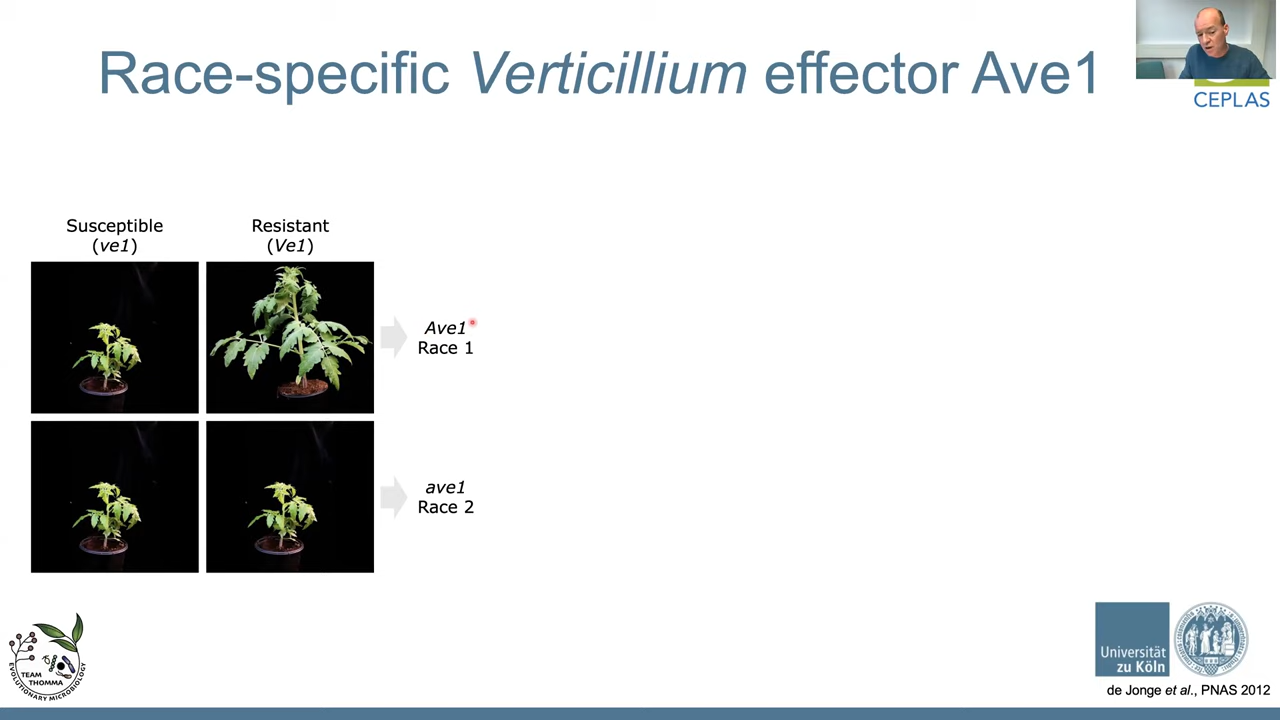 Race-specific Verticillium effector Ave1
CEPLAS
Susceptible
(ve1)
Resistant
(Ve1)
Ave1
Race 1
ave1
Race 2
TEAM
THOMMA
EVOLUTIONARY MICROBIOLOGY
Universität
zu Köln
de Jonge et al., PNAS 2012